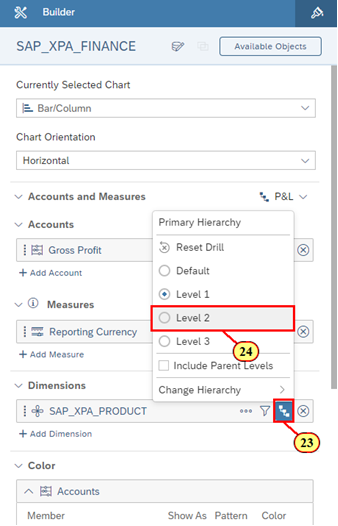 Builder
SAP_XPA_FINANCE
Available Objects
Currently Selected Chart
Bar/Column
Chart Orientation
Horizontal
Accounts and Measures
P&L
Accounts
Gross Profit
+ Add Account
Measures
Reporting Currency
+ Add Measure
Primary Hierarchy
Reset Drill
Default
Level 1
Level 2
Level 3
Include Parent Levels
Change Hierarchy
24
Dimensions
SAP_XPA_PRODUCT
+ Add Dimension
23
Color
Accounts
Member Show As Pattern Color